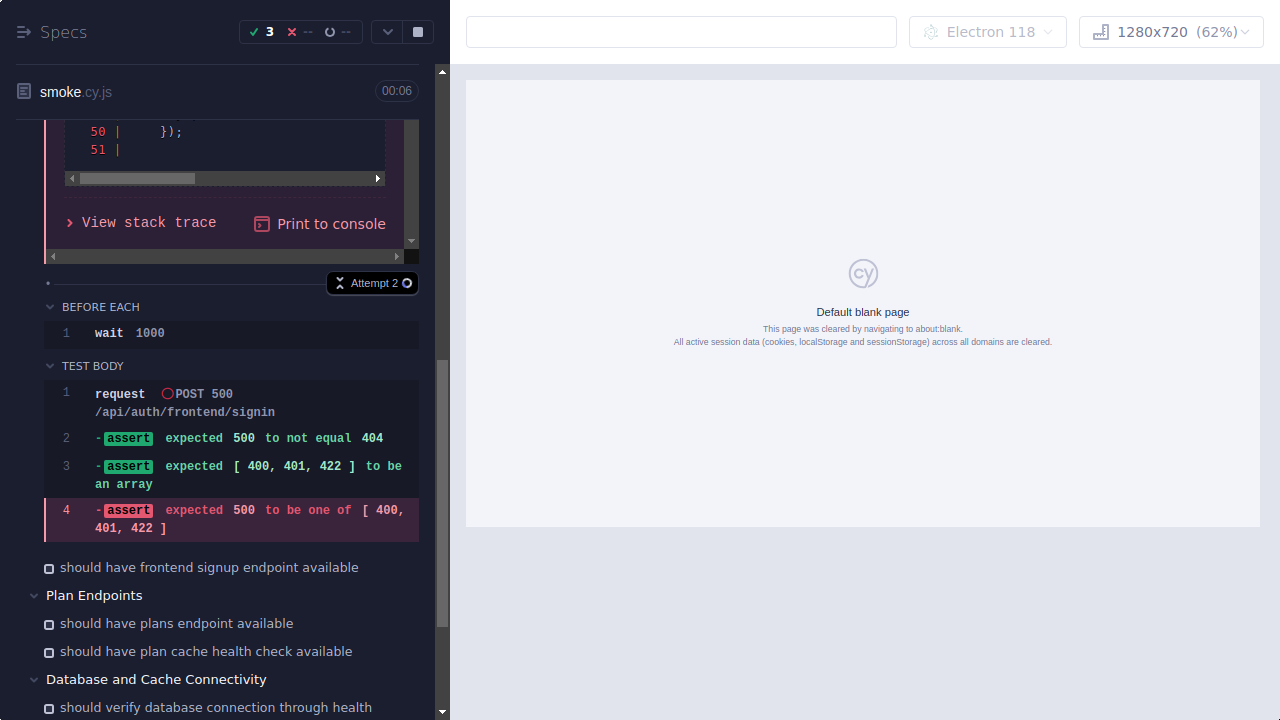 Specs
3
--
--
Electron 118
1280x720 (62%)
smoke.cy.js
00:06
50 | });
51 |
View stack trace
Print to console
Attempt 2
BEFORE EACH
1 wait 1000
TEST BODY
1 request POST 500
/api/auth/frontend/signin
2 -assert expected 500 to not equal 404
3 -assert expected [ 400, 401, 422 ] to be
an array
4 -assert expected 500 to be one of [ 400,
401, 422 ]
should have frontend signup endpoint available
Plan Endpoints
should have plans endpoint available
should have plan cache health check available
Database and Cache Connectivity
should verify database connection through health
cy
Default blank page
This page was cleared by navigating to about:blank.
All active session data (cookies, localStorage and sessionStorage) across all domains are cleared.